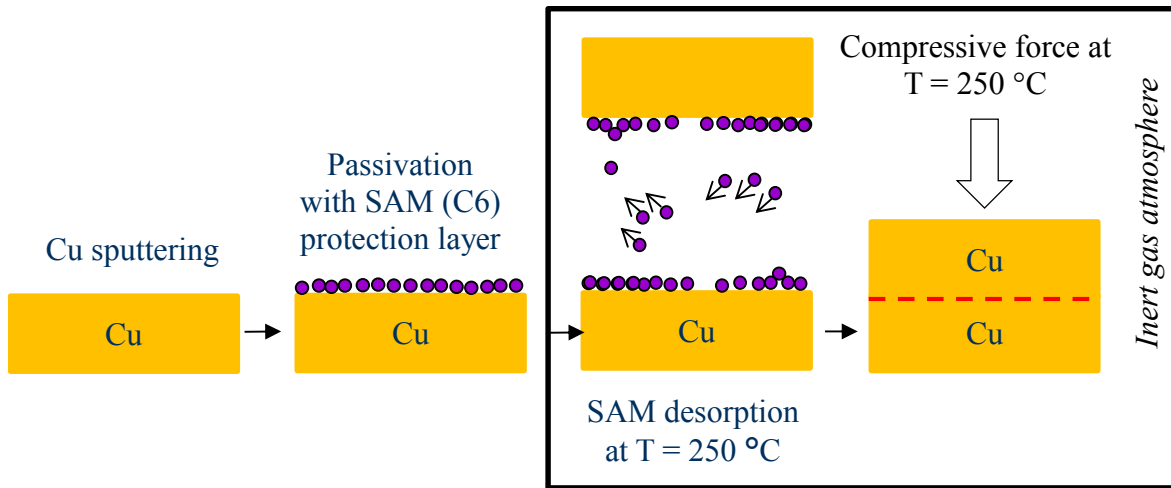 Cu sputtering
Cu
Passivation
with SAM (C6)
protection layer
Cu
Cu
SAM desorption
at T = 250 °C
Compressive force at
T = 250 °C
Cu
Cu
Inert gas atmosphere